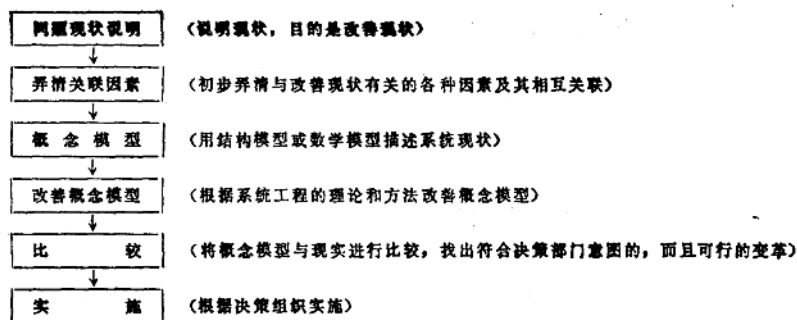 问题现状说明 （说明现状，目的是改善现状）
弄清关联因素 （初步弄清与改善现状有关的各种因素及其相互关联）
概念模型 （用结构模型或数学模型描述系统现状）
改善概念模型 （根据系统工程的理论和方法改善概念模型）
比较 （将概念模型与现实进行比较，找出符合决策部门意图的，而且可行的变革）
实施 （根据决策组织实施）